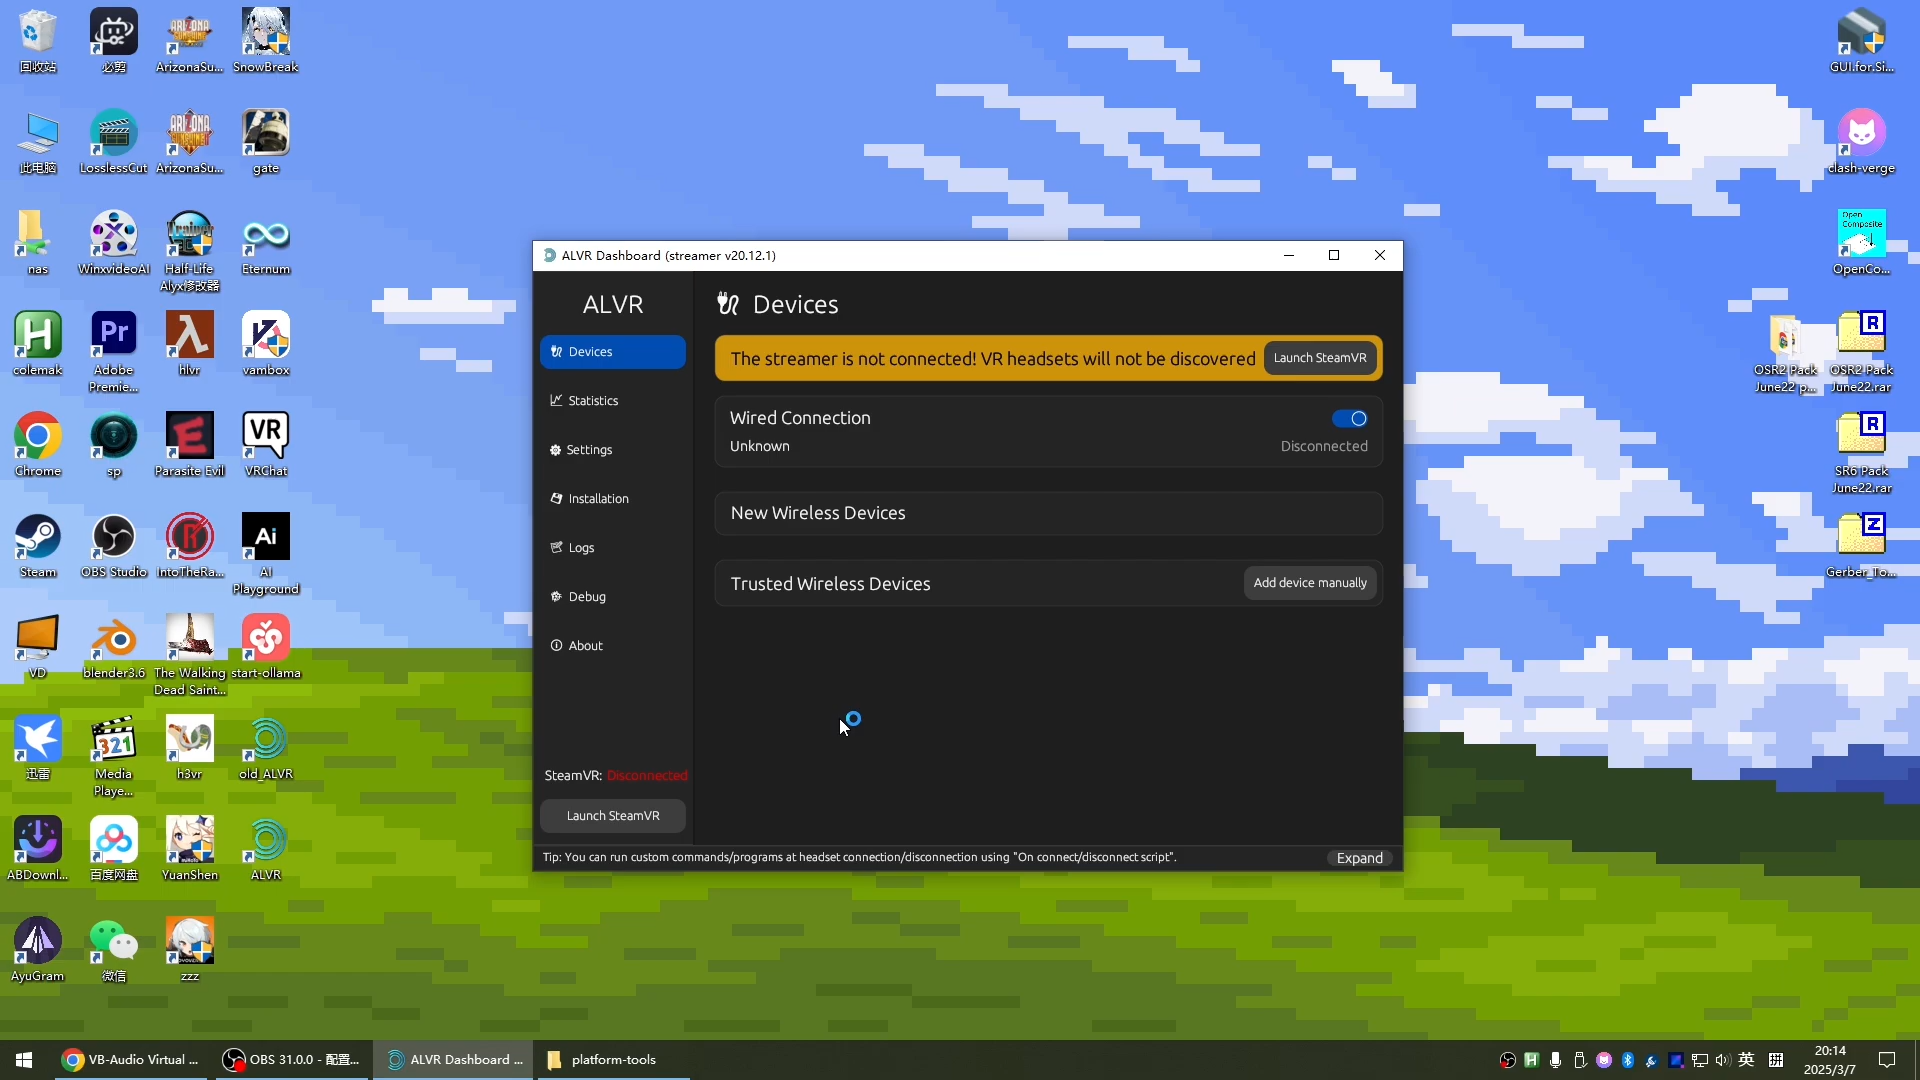 回收站
必剪
ArizonaSu...
SnowBreak
GUI.for.Si...
此电脑
LosslessCut
ArizonaSu...
gate
clash-verge
nas
WinxvideoAI
Half-Life
Alyx修改器
Eternum
Open
Composite
OpenCo...
colemak
Adobe
Premie...
hlvr
vambox
OSR2 Pack
June22 p...
OSR2 Pack
June22.rar
Chrome
sp
Parasite Evil
VRChat
SR6 Pack
June22.rar
Steam
OBS Studio
IntoTheRa...
AI
Playground
Gerber_To...
VD
blender3.6
The Walking
Dead Saint...
start-ollama
迅雷
Media
Playe...
h3vr
old_ALVR
ABDownl...
百度网盘
YuanShen
ALVR
AyuGram
微信
zzz
ALVR Dashboard (streamer v20.12.1)
ALVR
Devices
Statistics
Settings
Installation
Logs
Debug
About
SteamVR: Disconnected
Launch SteamVR
Devices
The streamer is not connected! VR headsets will not be discovered
Launch SteamVR
Wired Connection
Unknown
Disconnected
New Wireless Devices
Trusted Wireless Devices
Add device manually
Tip: You can run custom commands/programs at headset connection/disconnection using "On connect/disconnect script".
Expand
VB-Audio Virtual ...
OBS 31.0.0 - 配置...
ALVR Dashboard ...
platform-tools
英
拼
20:14
2025/3/7